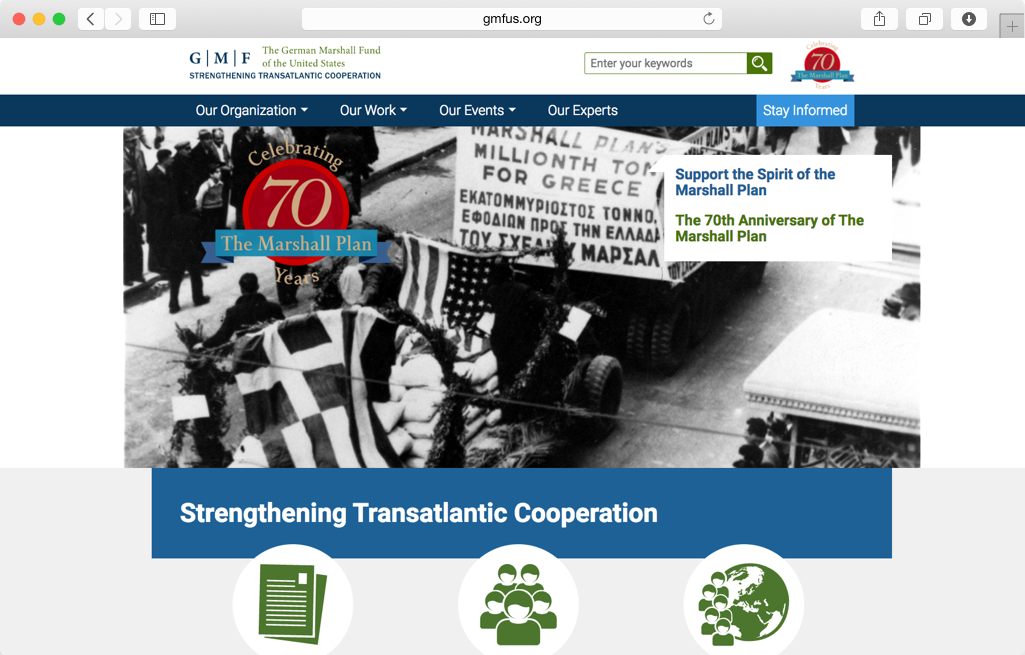 gmfus.org
G | M | F
The German Marshall Fund
of the United States
STRENGTHENING TRANSATLANTIC COOPERATION
Enter your keywords
Celebrating
70
The Marshall Plan
Years
Our Organization
Our Work
Our Events
Our Experts
Stay Informed
Celebrating
70
The Marshall Plan
Years
MARSHALL PLAN'S
MILLIONTH TON
FOR GREECE
ΕΚΑΤΟΜΜΥΡΙΟΣΤΟΣ ΤΟΝΝΟ
ΕΦΟΔΙΩΝ ΠΡΟΣ ΤΗΝ ΕΛΛΑΔΑ
ΤΟΥ ΣΧΕΔΙ ΜΑΡΣΑΛ
Support the Spirit of the
Marshall Plan
The 70th Anniversary of The
Marshall Plan
Strengthening Transatlantic Cooperation